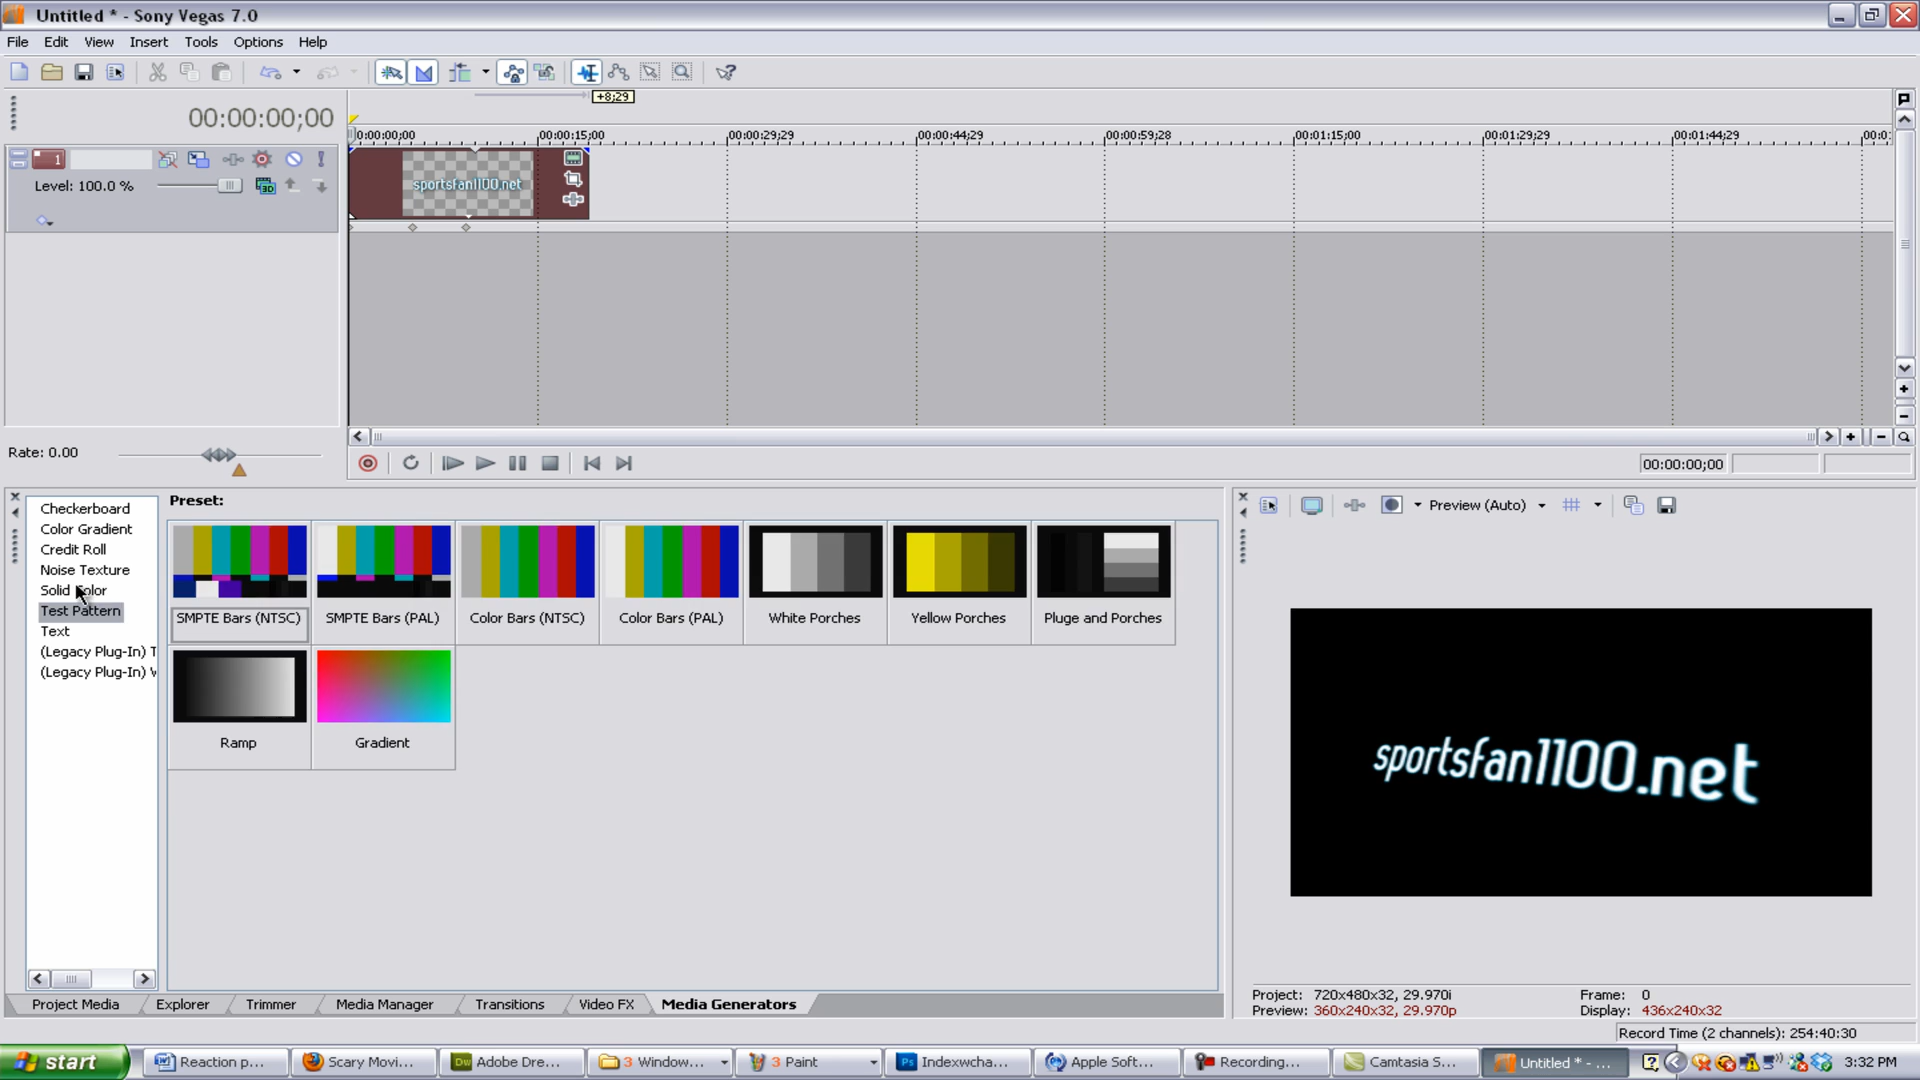 Untitled * - Sony Vegas 7.0
File Edit View Insert Tools Options Help
+8;29
00:00:00;00
0:00:00;00 00:00:15;00 00:00:29;29 00:00:44;29 00:00:59;28 00:01:15;00 00:01:29;29 00:01:44;29 00:0
1
Level: 100.0 %
sportsfan1100.net
Rate: 0.00
00:00:00;00
Checkerboard
Color Gradient
Credit Roll
Noise Texture
Solid Color
Test Pattern
Text
(Legacy Plug-In) T
(Legacy Plug-In)
Preset:
SMPTE Bars (NTSC) SMPTE Bars (PAL) Color Bars (NTSC) Color Bars (PAL) White Porches Yellow Porches Pluge and Porches
Ramp Gradient
Preview (Auto)
sportsfan1100.net
Project Media Explorer Trimmer Media Manager Transitions Video FX Media Generators
Project: 720x480x32, 29.970i Frame: 0
Preview: 360x240x32, 29.970p Display: 436x240x32
Record Time (2 channels): 254:40:30
start Reaction p... Scary Movi... Adobe Dre... 3 Window... 3 Paint Indexwcha... Apple Soft... Recording... Camtasia S... Untitled * - ... 3:32 PM